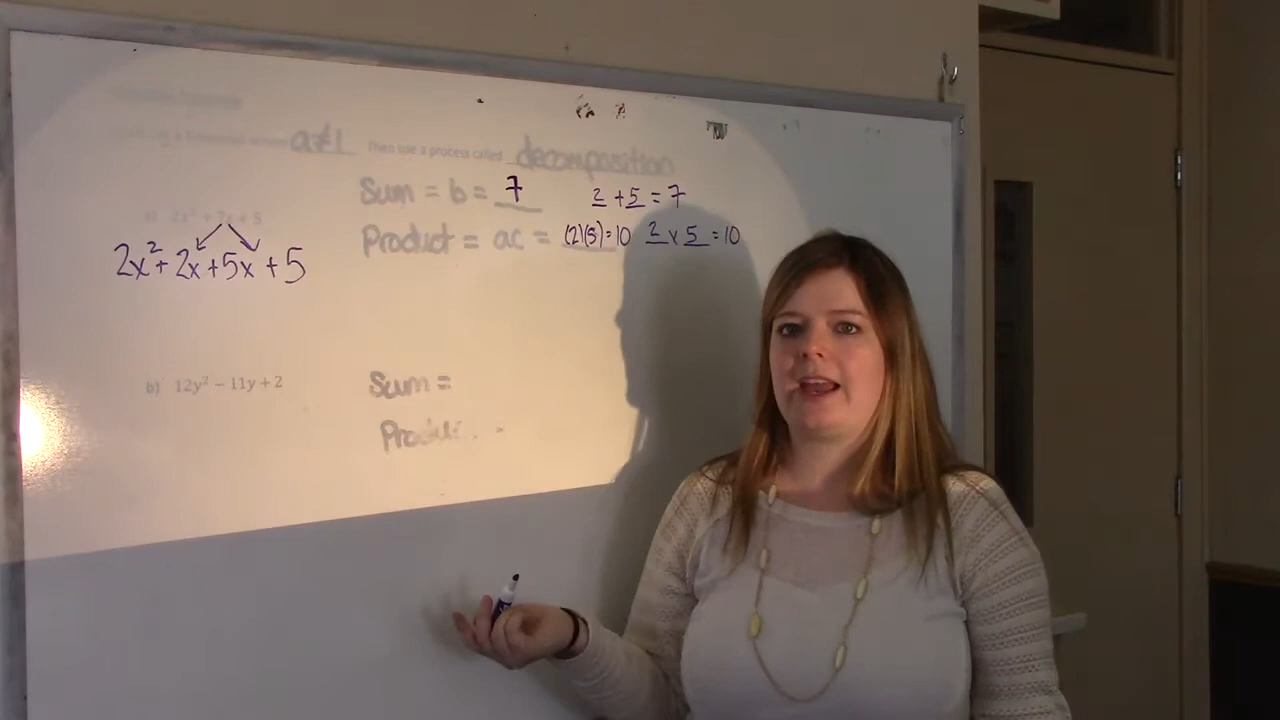 a≠1 Then use a process called decomposition
Sum = b = 7 2 + 5 = 7
a) 2x² + 7x + 5
Product = ac = (2)(5)=10 2 x 5 = 10
2x² + 2x + 5x + 5
b) 12y² − 11y + 2
Sum =